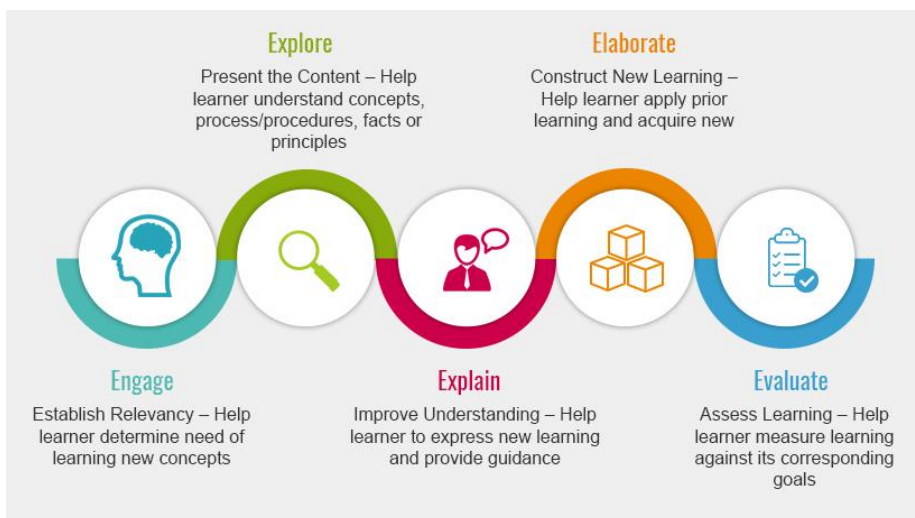 Explore
Present the Content – Help
learner understand concepts,
process/procedures, facts or
principles
Elaborate
Construct New Learning –
Help learner apply prior
learning and acquire new
Engage
Establish Relevancy – Help
learner determine need of
learning new concepts
Explain
Improve Understanding – Help
learner to express new learning
and provide guidance
Evaluate
Assess Learning – Help
learner measure learning
against its corresponding
goals